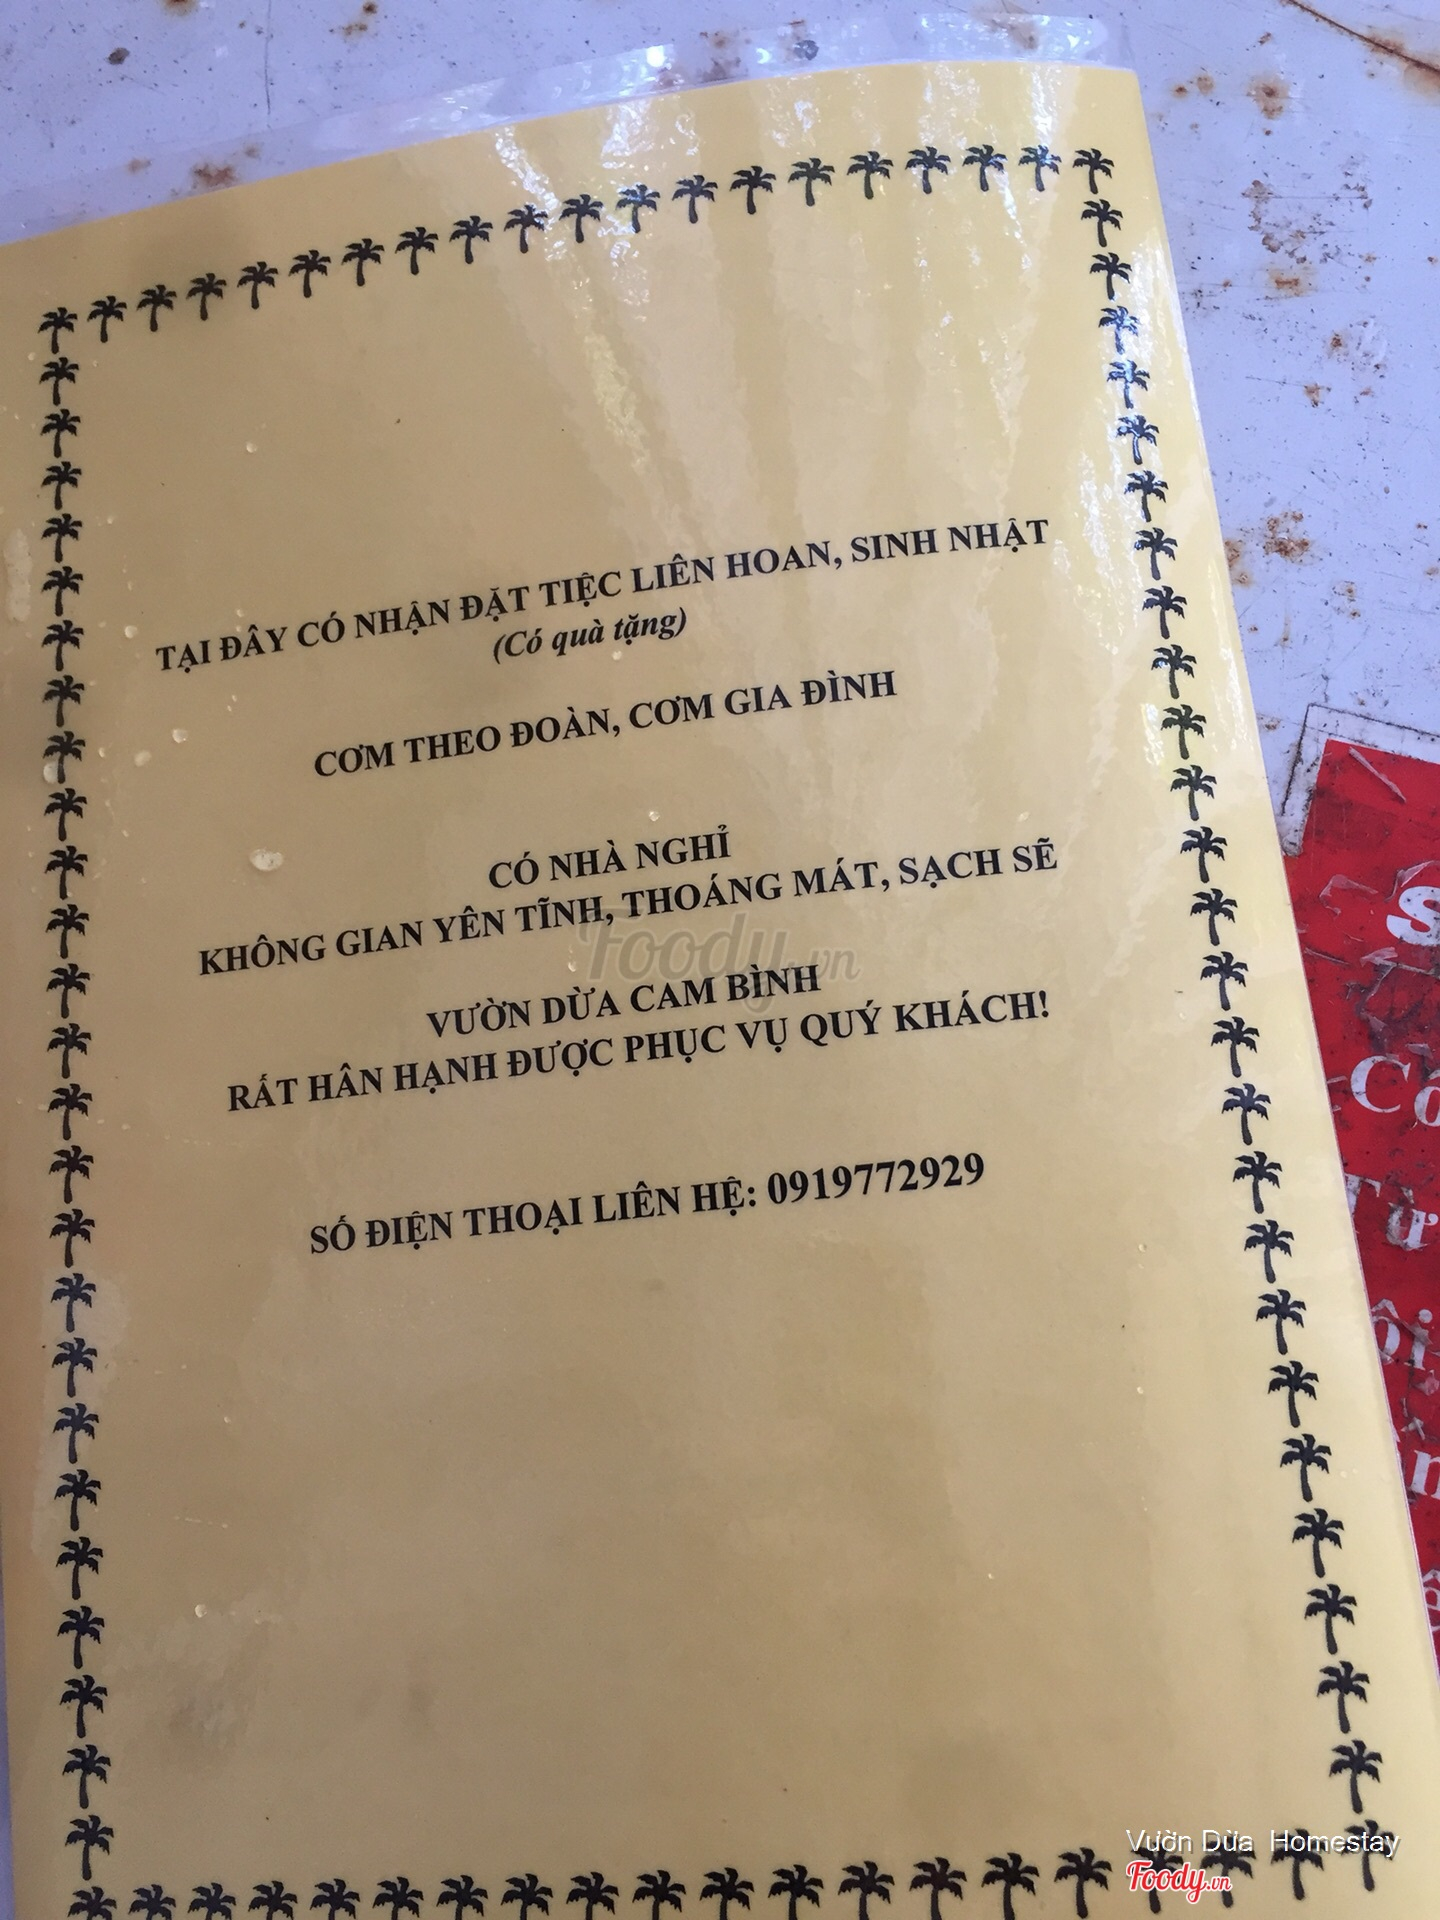 TẠI ĐÂY CÓ NHẬN ĐẶT TIỆC LIÊN HOAN, SINH NHẬT
(Có quà tặng)
CƠM THEO ĐOÀN, CƠM GIA ĐÌNH
CÓ NHÀ NGHỈ
KHÔNG GIAN YÊN TĨNH, THOÁNG MÁT, SẠCH SẼ
Foody.vn
VƯỜN DỪA CAM BÌNH
RẤT HÂN HẠNH ĐƯỢC PHỤC VỤ QUÝ KHÁCH!
SỐ ĐIỆN THOẠI LIÊN HỆ: 0919772929
Vườn Dừa Homestay
Foody.vn